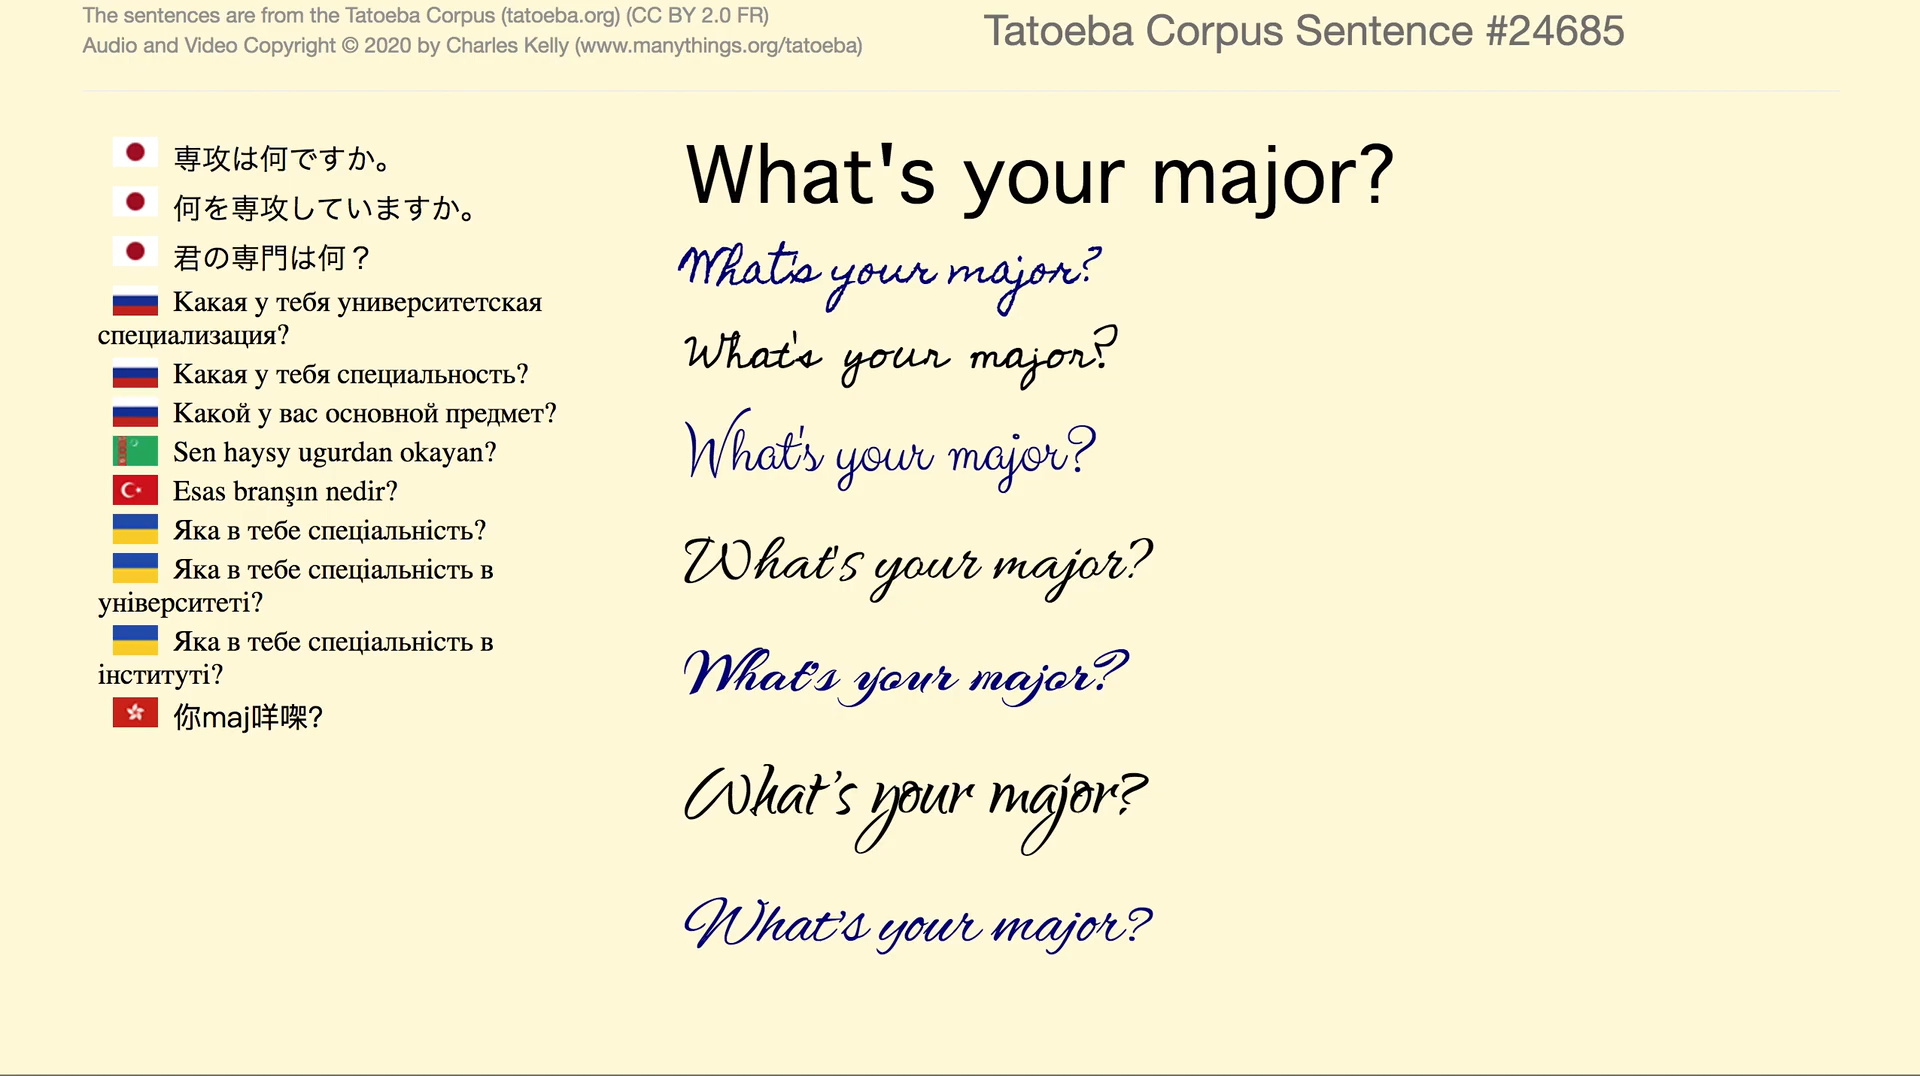 The sentences are from the Tatoeba Corpus (tatoeba.org) (CC BY 2.0 FR)
Audio and Video Copyright © 2020 by Charles Kelly (www.manythings.org/tatoeba)
Tatoeba Corpus Sentence #24685
専攻は何ですか。
何を専攻していますか。
君の専門は何？
Какая у тебя университетская
специализация?
Какая у тебя специальность?
Какой у вас основной предмет?
Sen haysy ugurdan okayan?
Esas branşın nedir?
Яка в тебе спеціальність?
Яка в тебе спеціальність в
університеті?
Яка в тебе спеціальність в
інституті?
你maj咩㗎?
What's your major?
What's your major?
What's your major?
What's your major?
What's your major?
What's your major?
What's your major?
What's your major?